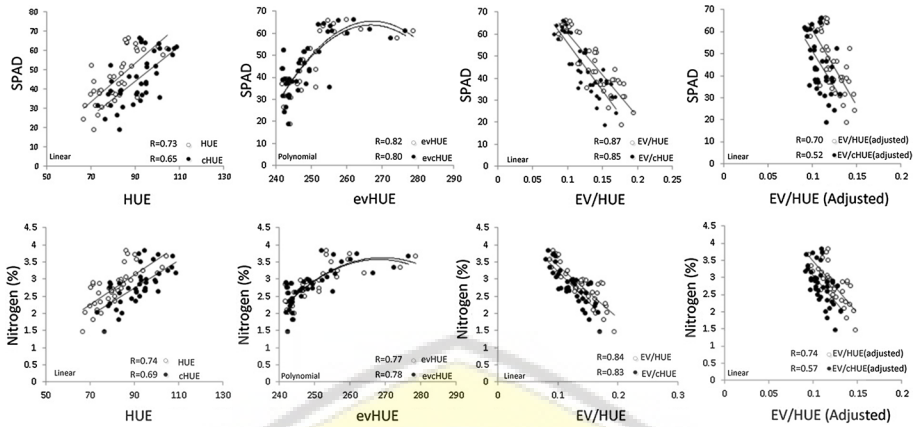 SPAD
80
70
60
50
40
30
20
10
0
R=0.73 HUE
R=0.65 cHUE
Linear
50 70 90 110 130
HUE
SPAD
70
60
50
40
30
20
10
0
R=0.82 evHUE
R=0.80 evcHUE
Polynomial
240 250 260 270 280 290
evHUE
SPAD
70
60
50
40
30
20
10
0
R=0.87 EV/HUE
R=0.85 EV/cHUE
Linear
0 0.05 0.1 0.15 0.2 0.25
EV/HUE
SPAD
70
60
50
40
30
20
10
0
R=0.70 EV/HUE(adjusted)
R=0.52 EV/cHUE(adjusted)
Linear
0 0.05 0.1 0.15 0.2
EV/HUE (Adjusted)
Nitrogen (%)
4.5
4
3.5
3
2.5
2
1.5
1
0.5
0
R=0.74 HUE
R=0.69 cHUE
Linear
50 70 90 110 130
HUE
Nitrogen (%)
4.5
4
3.5
3
2.5
2
1.5
1
0.5
0
R=0.77 evHUE
R=0.78 evcHUE
Polynomial
240 250 260 270 280 290
evHUE
Nitrogen (%)
4.5
4
3.5
3
2.5
2
1.5
1
0.5
0
R=0.84 EV/HUE
R=0.83 EV/cHUE
Linear
0 0.1 0.2 0.3
EV/HUE
Nitrogen (%)
4.5
4
3.5
3
2.5
2
1.5
1
0.5
0
R=0.74 EV/HUE(adjusted)
R=0.57 EV/cHUE(adjusted)
Linear
0 0.05 0.1 0.15 0.2
EV/HUE (Adjusted)